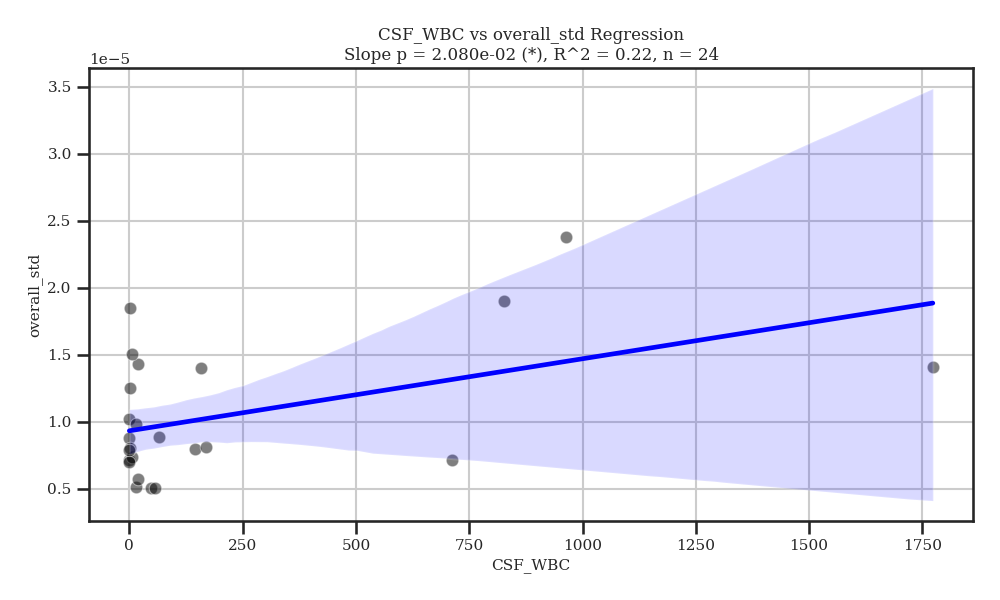 CSF_WBC vs overall_std Regression
Slope p = 2.080e-02 (*), R^2 = 0.22, n = 24
1e−5
3.5
3.0
2.5
2.0
1.5
1.0
0.5
overall_std
0 250 500 750 1000 1250 1500 1750
CSF_WBC